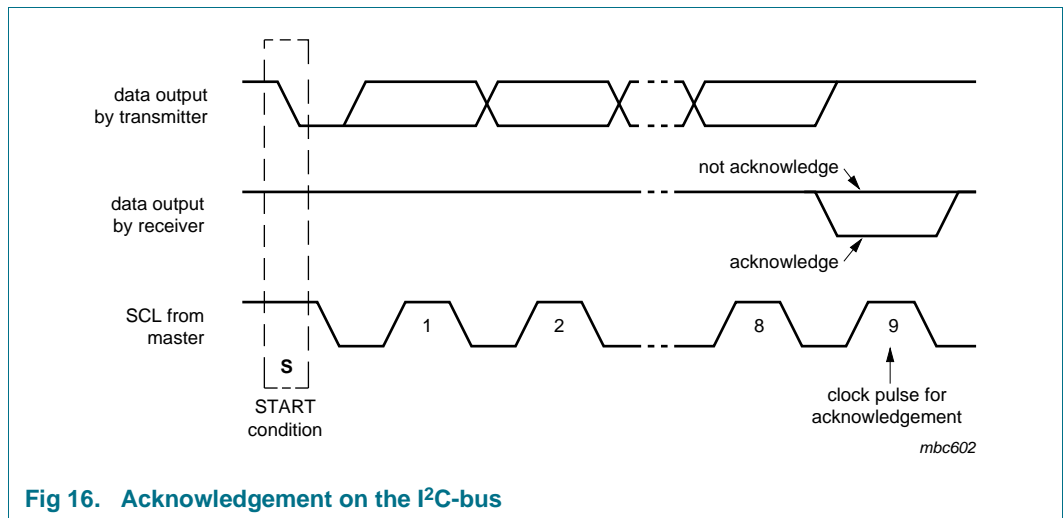 data output
by transmitter
not acknowledge
data output
by receiver
acknowledge
SCL from
master
1
2
8
9
S
START
condition
clock pulse for
acknowledgement
mbc602
Fig 16. Acknowledgement on the I²C-bus